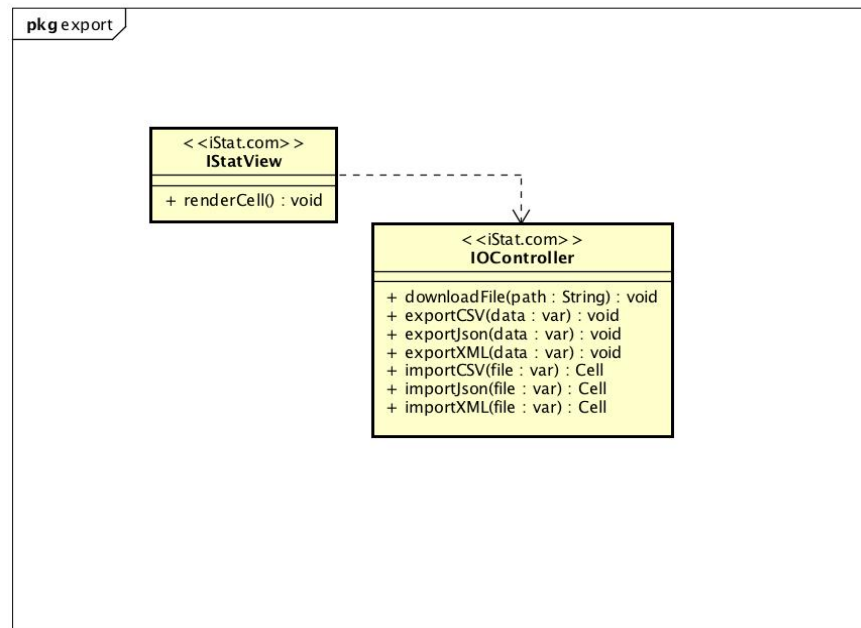 pkg export
< <iStat.com> >
IStatView
+ renderCell() : void
< <iStat.com> >
IOController
+ downloadFile(path : String) : void
+ exportCSV(data : var) : void
+ exportJson(data : var) : void
+ exportXML(data : var) : void
+ importCSV(file : var) : Cell
+ importJson(file : var) : Cell
+ importXML(file : var) : Cell